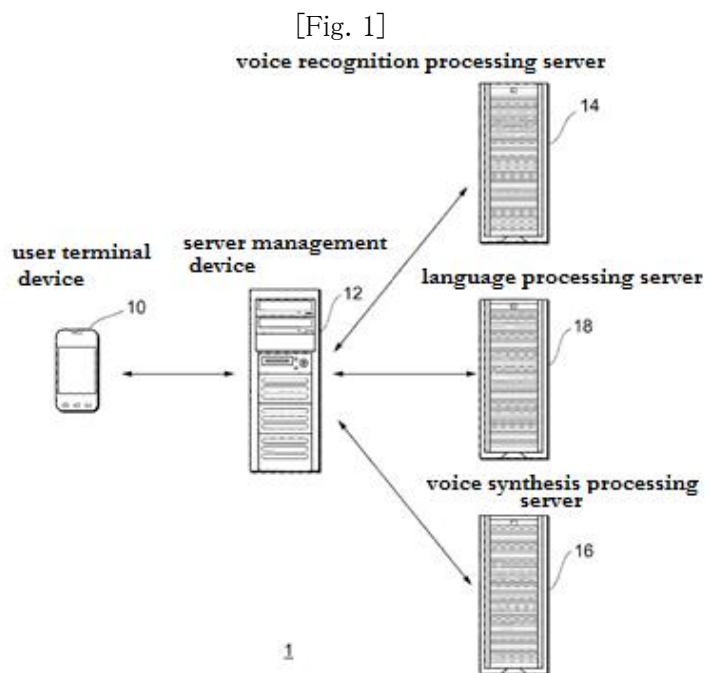 [Fig. 1]
voice recognition processing server
14
user terminal
device
server management
device
language processing server
10
12
18
voice synthesis processing
server
16
1